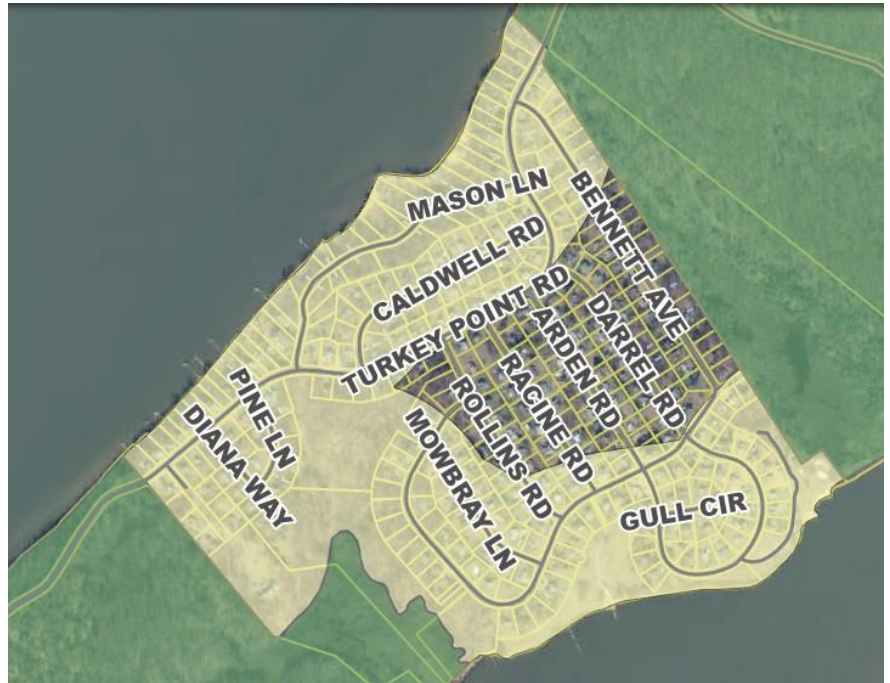 MASON LN
BENNETT AVE
CALDWELL RD
TURKEY POINT RD
DARREL RD
ARDEN RD
RACINE RD
ROLLINS RD
PINE LN
DIANA WAY
MOWBRAY LN
GULL CIR